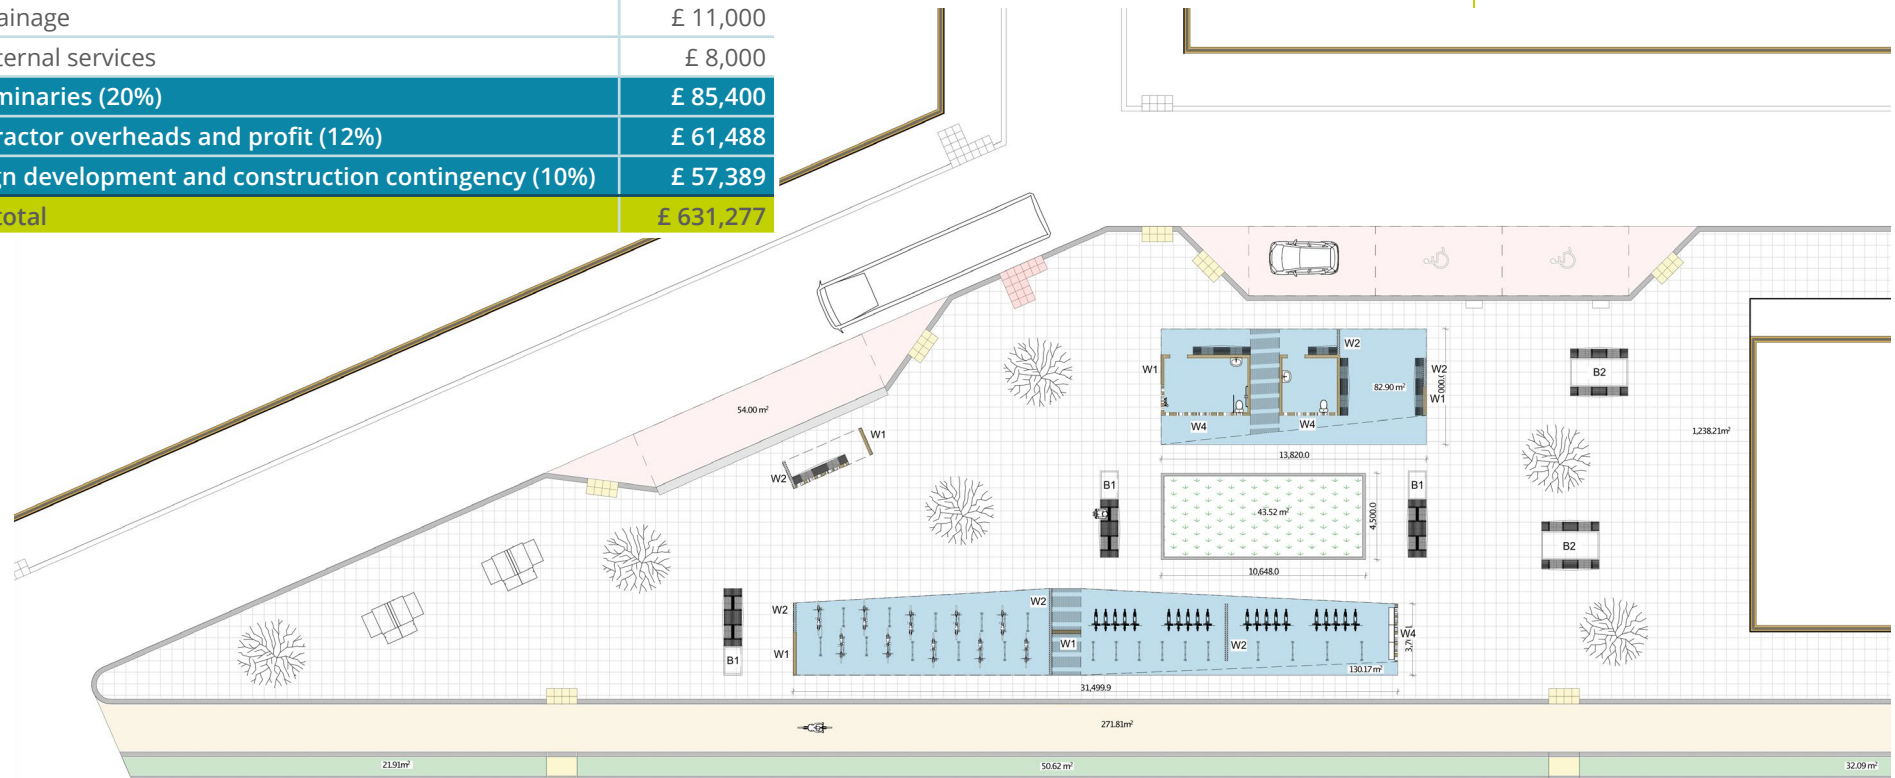 ainage £ 11,000
ternal services £ 8,000
minaries (20%) £ 85,400
ractor overheads and profit (12%) £ 61,488
gn development and construction contingency (10%) £ 57,389
total £ 631,277
W2
W1
W2
82.90 m²
B2
W1
54.00 m²
W4
W4
1,238.21m²
W1
13,820.0
W2
B1
B1
43.52 m²
4,500.0
B2
10,648.0
W2
W2
W4
W1
W2
W1
B1
130.17 m²
31,499.9
271.81m²
21.91m²
50.62 m²
32.09 m²